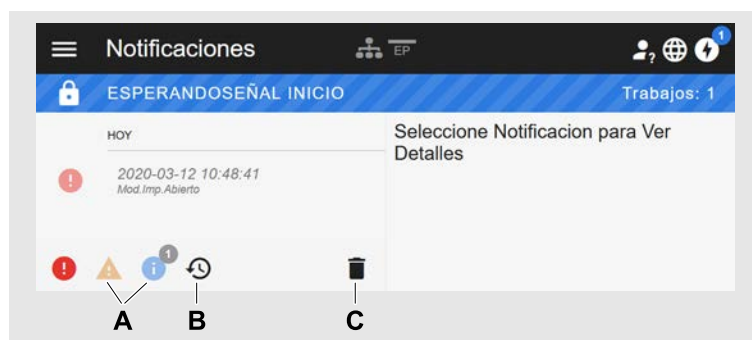 Notificaciones EP 1
ESPERANDOSEÑAL INICIO Trabajos: 1
HOY
2020-03-12 10:48:41
Mod.Imp.Abierto
Seleccione Notificacion para Ver
Detalles
1
A B C